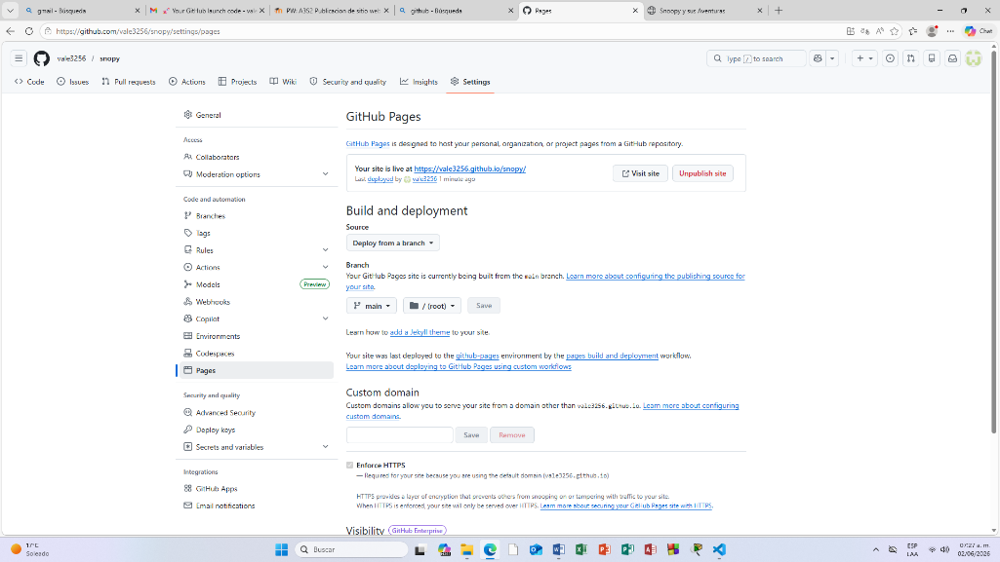 gmail - Búsqueda
Your GitHub launch code - vale
PW: A3S2 Publicacion de sitio wel
github - Búsqueda
Pages
Snoopy y sus Aventuras
https://github.com/vale3256/snopy/settings/pages
Chat
vale3256 / snopy
Type / to search
Code
Issues
Pull requests
Actions
Projects
Wiki
Security and quality
Insights
Settings
General
Access
Collaborators
Moderation options
Code and automation
Branches
Tags
Rules
Actions
Models
Preview
Webhooks
Copilot
Environments
Codespaces
Pages
Security and quality
Advanced Security
Deploy keys
Secrets and variables
Integrations
GitHub Apps
Email notifications
GitHub Pages
GitHub Pages is designed to host your personal, organization, or project pages from a GitHub repository.
Your site is live at https://vale3256.github.io/snopy/
Last deployed by vale3256 1 minute ago
Visit site
Unpublish site
Build and deployment
Source
Deploy from a branch
Branch
Your GitHub Pages site is currently being built from the main branch. Learn more about configuring the publishing source for
your site.
main
/ (root)
Save
Learn how to add a Jekyll theme to your site.
Your site was last deployed to the github-pages environment by the pages build and deployment workflow.
Learn more about deploying to GitHub Pages using custom workflows
Custom domain
Custom domains allow you to serve your site from a domain other than vale3256.github.io. Learn more about configuring
custom domains.
Save
Remove
Enforce HTTPS
— Required for your site because you are using the default domain (vale3256.github.io)
HTTPS provides a layer of encryption that prevents others from snooping on or tampering with traffic to your site.
When HTTPS is enforced, your site will only be served over HTTPS. Learn more about securing your GitHub Pages site with HTTPS.
Visibility
GitHub Enterprise
17°C
Soleado
Buscar
ESP
LAA
07:27 a. m.
02/06/2026